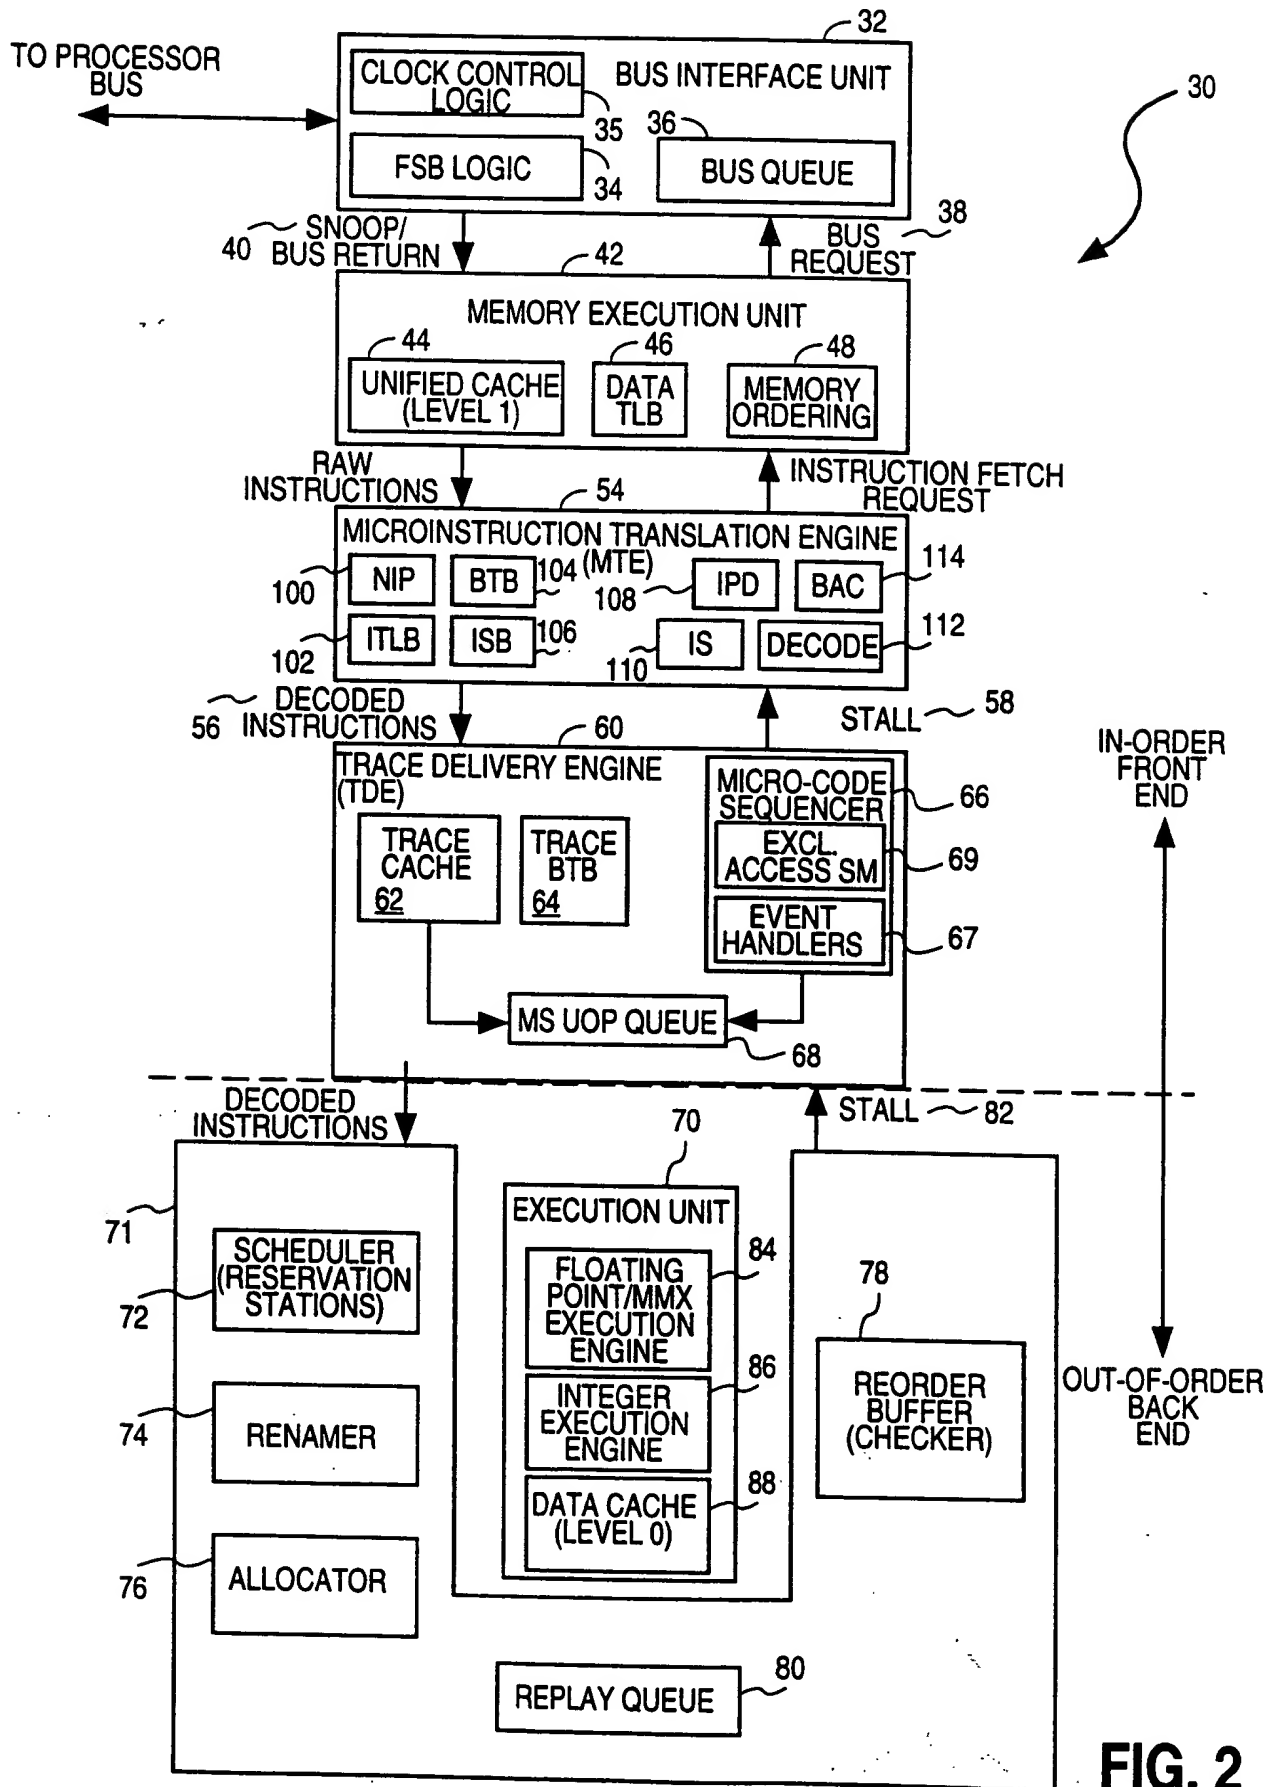 32
TO PROCESSOR
BUS
CLOCK CONTROL
LOGIC
35
BUS INTERFACE UNIT
30
FSB LOGIC
34
36
BUS QUEUE
40
SNOOP/
BUS RETURN
42
BUS
REQUEST
38
MEMORY EXECUTION UNIT
44
UNIFIED CACHE
(LEVEL 1)
46
DATA
TLB
48
MEMORY
ORDERING
RAW
INSTRUCTIONS
54
INSTRUCTION FETCH
REQUEST
MICROINSTRUCTION TRANSLATION ENGINE
(MTE)
100
NIP
BTB
104
108
IPD
BAC
114
102
ITLB
ISB
106
110
IS
DECODE
112
56
DECODED
INSTRUCTIONS
60
STALL
58
TRACE DELIVERY ENGINE
(TDE)
TRACE
CACHE
62
TRACE
BTB
64
MICRO-CODE
SEQUENCER
66
EXCL.
ACCESS SM
69
EVENT
HANDLERS
67
MS UOP QUEUE
68
IN-ORDER
FRONT
END
DECODED
INSTRUCTIONS
STALL
82
70
71
EXECUTION UNIT
SCHEDULER
(RESERVATION
STATIONS)
72
FLOATING
POINT/MMX
EXECUTION
ENGINE
84
78
REORDER
BUFFER
(CHECKER)
OUT-OF-ORDER
BACK
END
74
RENAMER
INTEGER
EXECUTION
ENGINE
86
DATA CACHE
(LEVEL 0)
88
76
ALLOCATOR
REPLAY QUEUE
80
FIG. 2